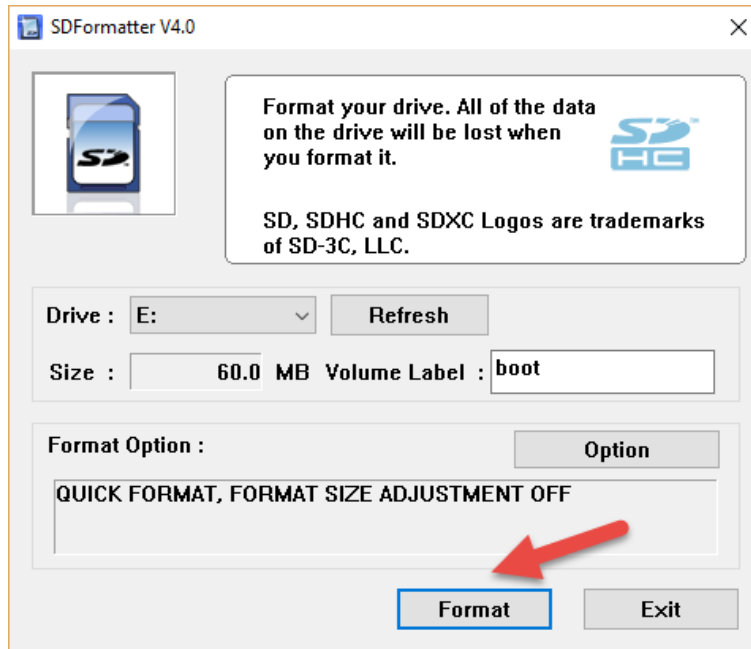 SDFormatter V4.0
SD
Format your drive. All of the data
on the drive will be lost when
you format it.
SD, SDHC and SDXC Logos are trademarks
of SD-3C, LLC.
SD
HC
Drive : E: Refresh
Size : 60.0 MB Volume Label : boot
Format Option : Option
QUICK FORMAT, FORMAT SIZE ADJUSTMENT OFF
Format Exit